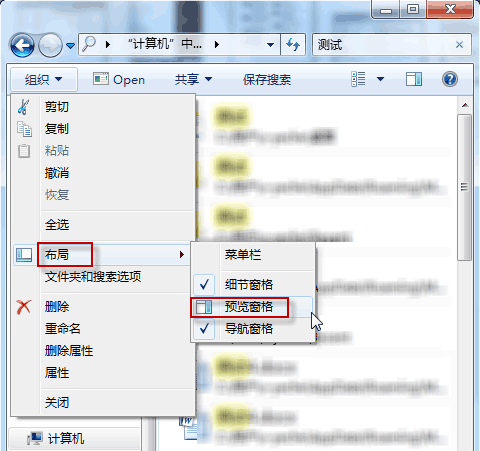 “计算机”中...
测试
组织
Open
共享
保存搜索
剪切
复制
粘贴
撤消
恢复
全选
布局
文件夹和搜索选项
删除
重命名
删除属性
属性
关闭
菜单栏
细节窗格
预览窗格
导航窗格
计算机